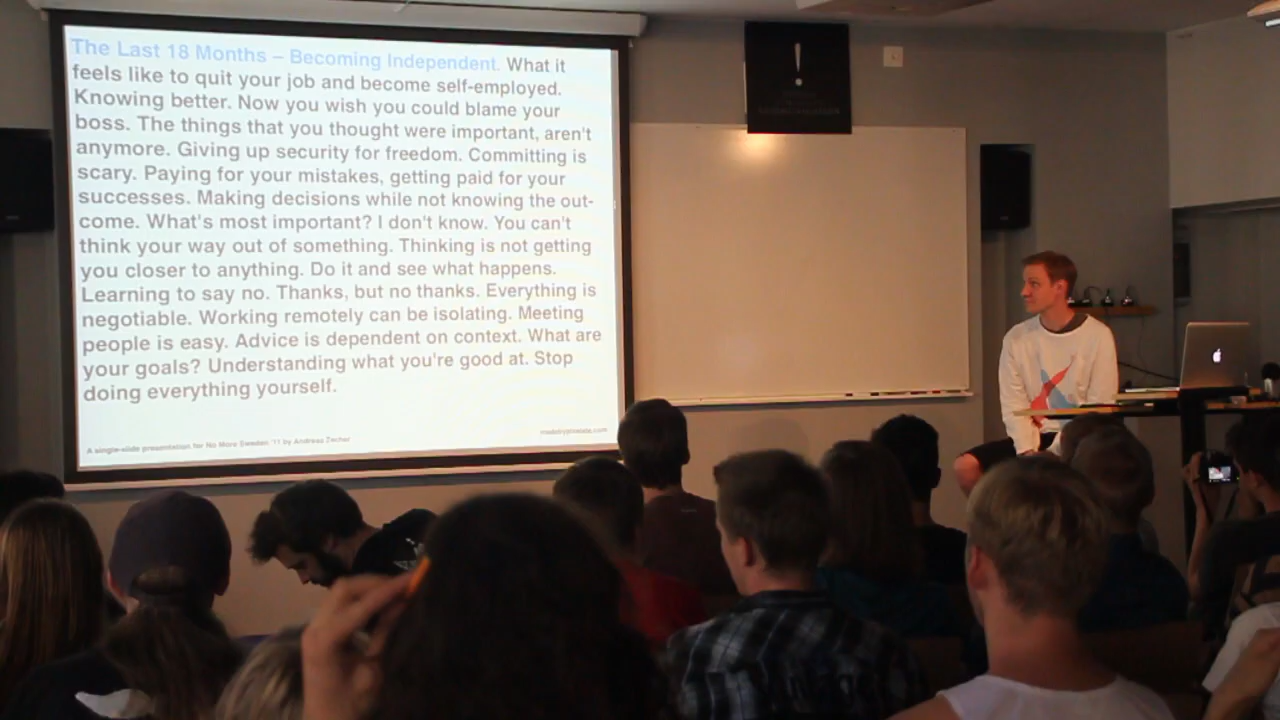 The Last 18 Months – Becoming Independent. What it
feels like to quit your job and become self-employed.
Knowing better. Now you wish you could blame your
boss. The things that you thought were important, aren't
anymore. Giving up security for freedom. Committing is
scary. Paying for your mistakes, getting paid for your
successes. Making decisions while not knowing the out-
come. What's most important? I don't know. You can't
think your way out of something. Thinking is not getting
you closer to anything. Do it and see what happens.
Learning to say no. Thanks, but no thanks. Everything is
negotiable. Working remotely can be isolating. Meeting
people is easy. Advice is dependent on context. What are
your goals? Understanding what you're good at. Stop
doing everything yourself.
A single-slide presentation for No More Sweden '11 by Andreas Zecher